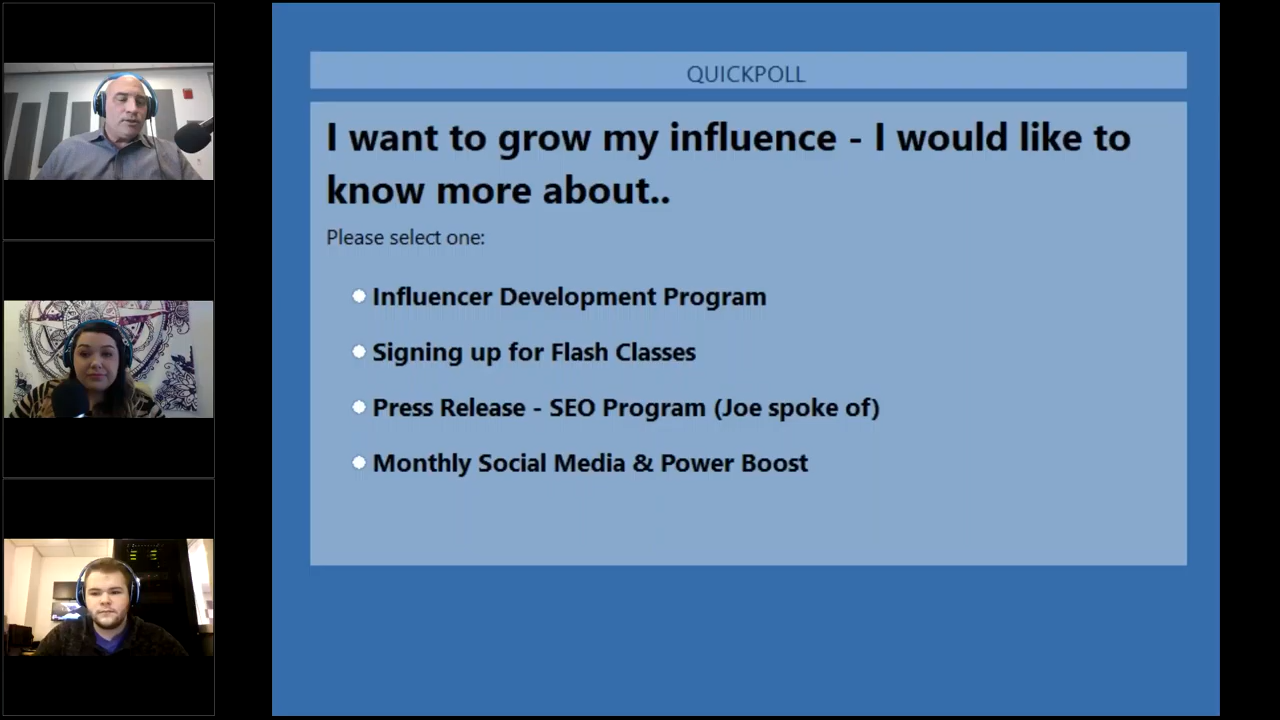 QUICKPOLL
I want to grow my influence - I would like to
know more about..
Please select one:
Influencer Development Program
Signing up for Flash Classes
Press Release - SEO Program (Joe spoke of)
Monthly Social Media & Power Boost